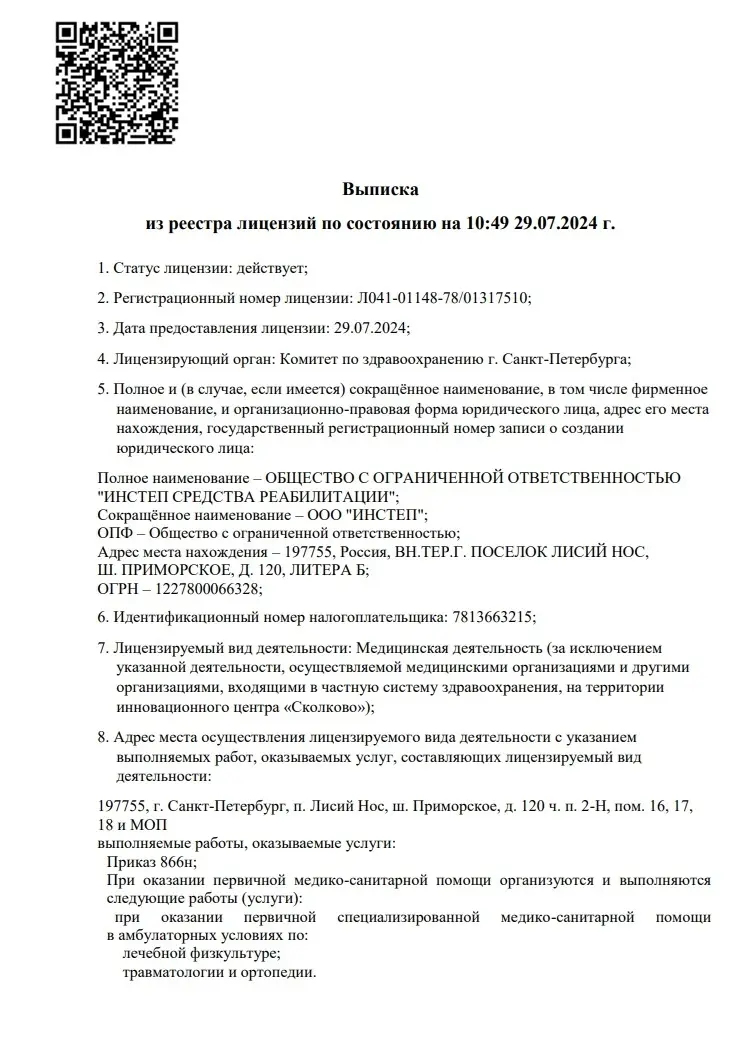 Выписка
из реестра лицензий по состоянию на 10:49 29.07.2024 г.
1. Статус лицензии: действует;
2. Регистрационный номер лицензии: Л041-01148-78/01317510;
3. Дата предоставления лицензии: 29.07.2024;
4. Лицензирующий орган: Комитет по здравоохранению г. Санкт-Петербурга;
5. Полное и (в случае, если имеется) сокращённое наименование, в том числе фирменное
наименование, и организационно-правовая форма юридического лица, адрес его места
нахождения, государственный регистрационный номер записи о создании
юридического лица:
Полное наименование – ОБЩЕСТВО С ОГРАНИЧЕННОЙ ОТВЕТСТВЕННОСТЬЮ
"ИНСТЕП СРЕДСТВА РЕАБИЛИТАЦИИ";
Сокращённое наименование – ООО "ИНСТЕП";
ОПФ – Общество с ограниченной ответственностью;
Адрес места нахождения – 197755, Россия, ВН.ТЕР.Г. ПОСЕЛОК ЛИСИЙ НОС,
Ш. ПРИМОРСКОЕ, Д. 120, ЛИТЕРА Б;
ОГРН – 1227800066328;
6. Идентификационный номер налогоплательщика: 7813663215;
7. Лицензируемый вид деятельности: Медицинская деятельность (за исключением
указанной деятельности, осуществляемой медицинскими организациями и другими
организациями, входящими в частную систему здравоохранения, на территории
инновационного центра «Сколково»);
8. Адрес места осуществления лицензируемого вида деятельности с указанием
выполняемых работ, оказываемых услуг, составляющих лицензируемый вид
деятельности:
197755, г. Санкт-Петербург, п. Лисий Нос, ш. Приморское, д. 120 ч. п. 2-Н, пом. 16, 17,
18 и МОП
выполняемые работы, оказываемые услуги:
Приказ 866н;
При оказании первичной медико-санитарной помощи организуются и выполняются
следующие работы (услуги):
при оказании первичной специализированной медико-санитарной помощи
в амбулаторных условиях по:
лечебной физкультуре;
травматологии и ортопедии.